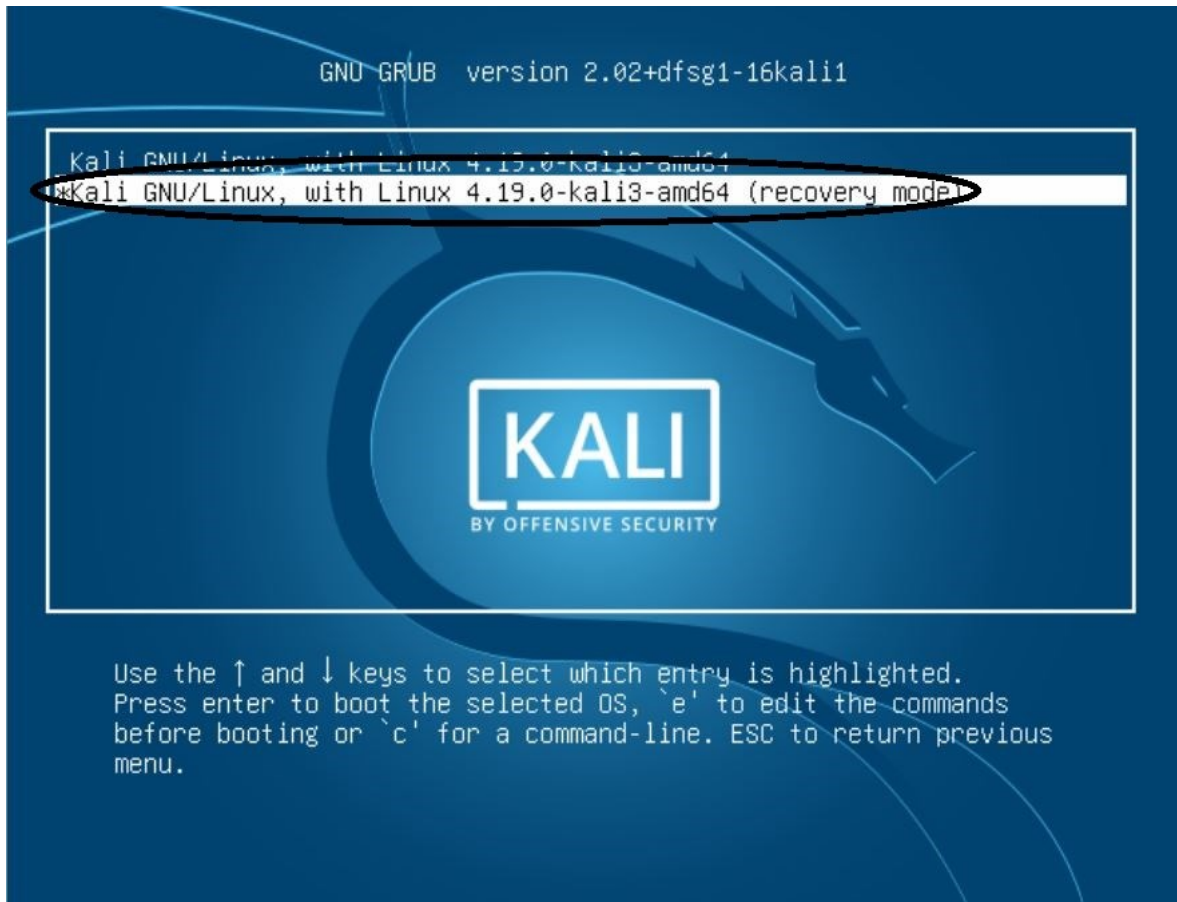 GNU GRUB version 2.02+dfsg1-16kali1
Kali GNU/Linux, with Linux 4.19.0-kali3-amd64
*Kali GNU/Linux, with Linux 4.19.0-kali3-amd64 (recovery mode)
KALI
BY OFFENSIVE SECURITY
Use the ↑ and ↓ keys to select which entry is highlighted.
Press enter to boot the selected OS, `e' to edit the commands
before booting or `c' for a command-line. ESC to return previous
menu.